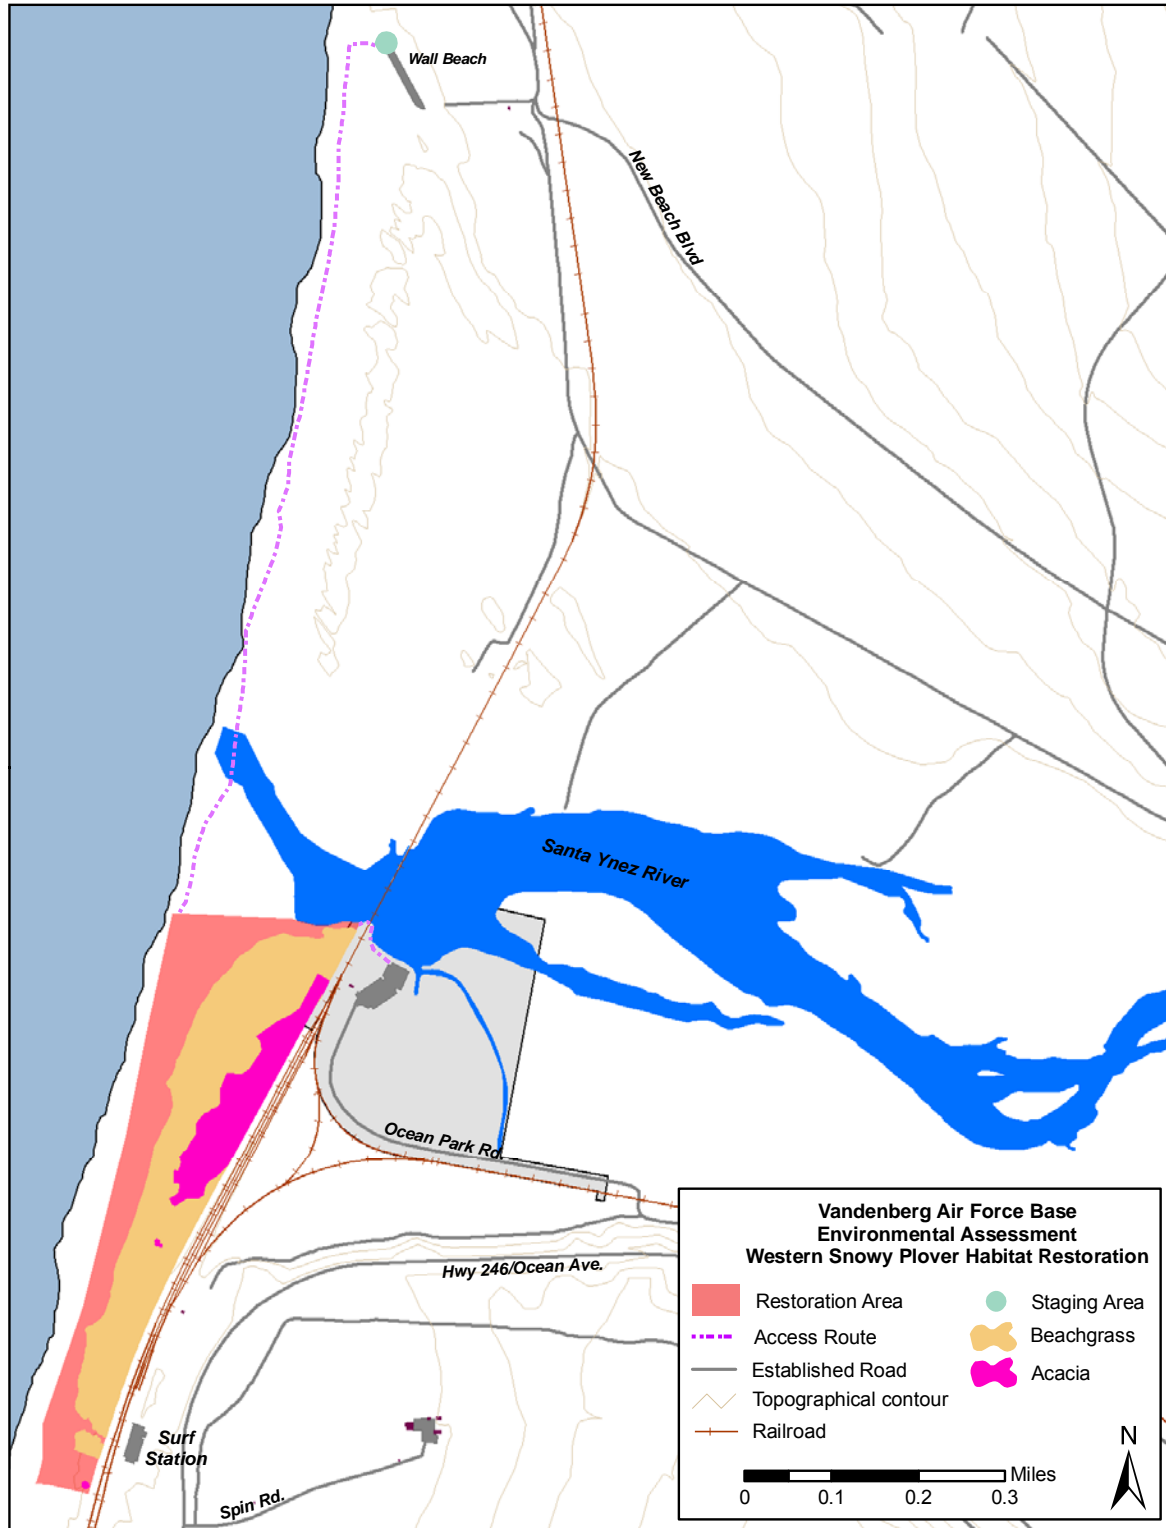 Wall Beach
New Beach Blvd
Santa Ynez River
Ocean Park Rd.
Hwy 246/Ocean Ave.
Surf
Station
Spin Rd.
Vandenberg Air Force Base
Environmental Assessment
Western Snowy Plover Habitat Restoration
Restoration Area
Staging Area
Access Route
Beachgrass
Established Road
Acacia
Topographical contour
Railroad
N
Miles
0 0.1 0.2 0.3